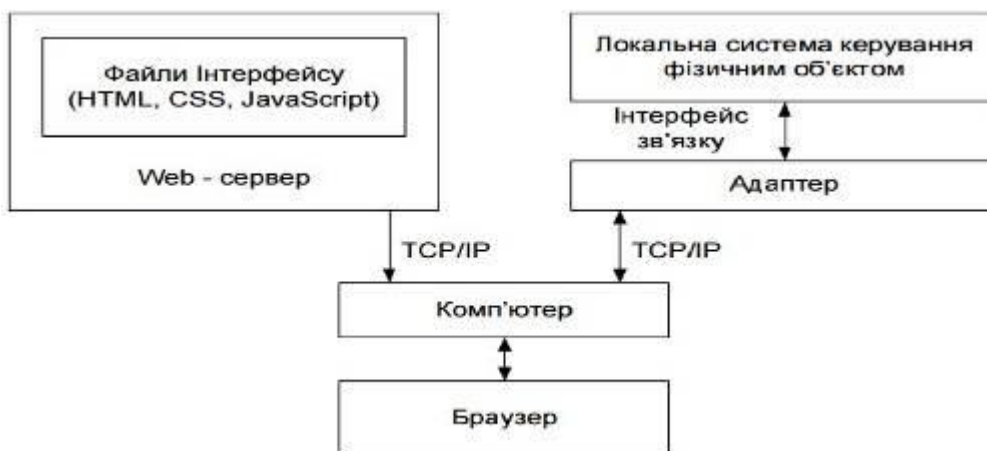 Файли Інтерфейсу
(HTML, CSS, JavaScript)
Web - сервер
Локальна система керування
фізичним об'єктом
Інтерфейс
зв'язку
Адаптер
TCP/IP
TCP/IP
Комп'ютер
Браузер